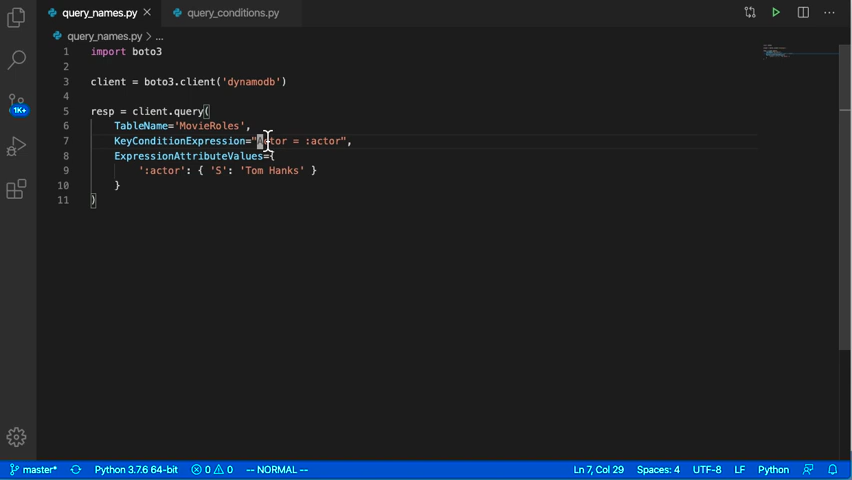 query_names.py
query_conditions.py
query_names.py > ...
1 import boto3
2
3 client = boto3.client('dynamodb')
4
5 resp = client.query(
6 TableName='MovieRoles',
7 KeyConditionExpression="Actor = :actor",
8 ExpressionAttributeValues={
9 ':actor': { 'S': 'Tom Hanks' }
10 }
11 )
1K+
master* Python 3.7.6 64-bit 0 0 -- NORMAL -- Ln 7, Col 29 Spaces: 4 UTF-8 LF Python